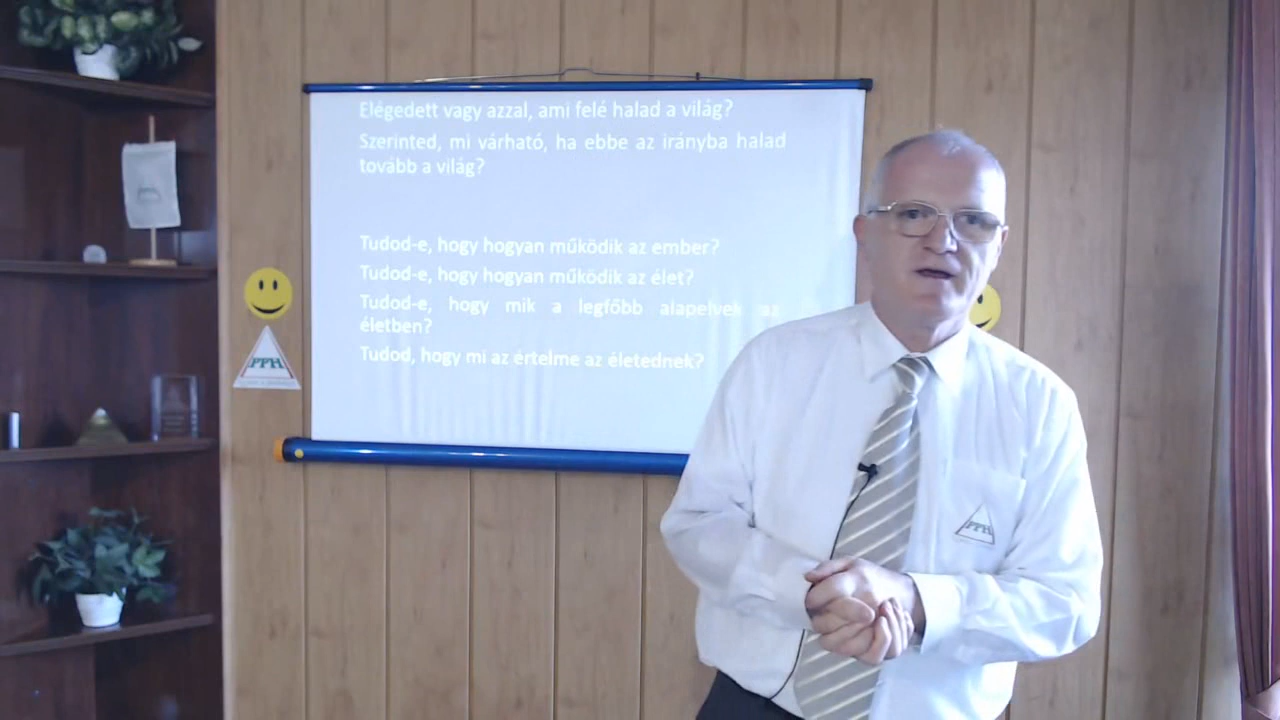 Elégedett vagy azzal, ami felé halad a világ?
Szerinted, mi várható, ha ebbe az irányba halad
tovább a világ?
Tudod-e, hogy hogyan működik az ember?
Tudod-e, hogy hogyan működik az élet?
Tudod-e, hogy mik a legfőbb alapelvek az
életben?
Tudod, hogy mi az értelme az életednek?
PPH
PPH